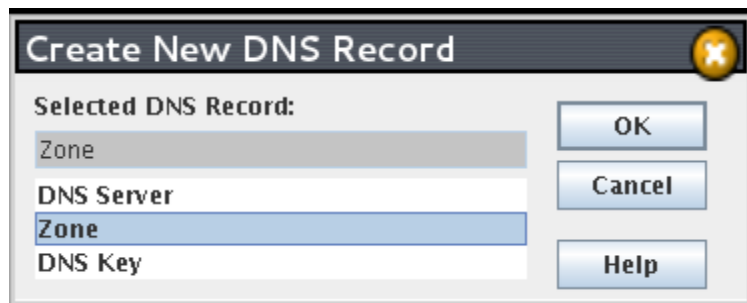 Create New DNS Record
Selected DNS Record:
Zone
DNS Server
Zone
DNS Key
OK
Cancel
Help